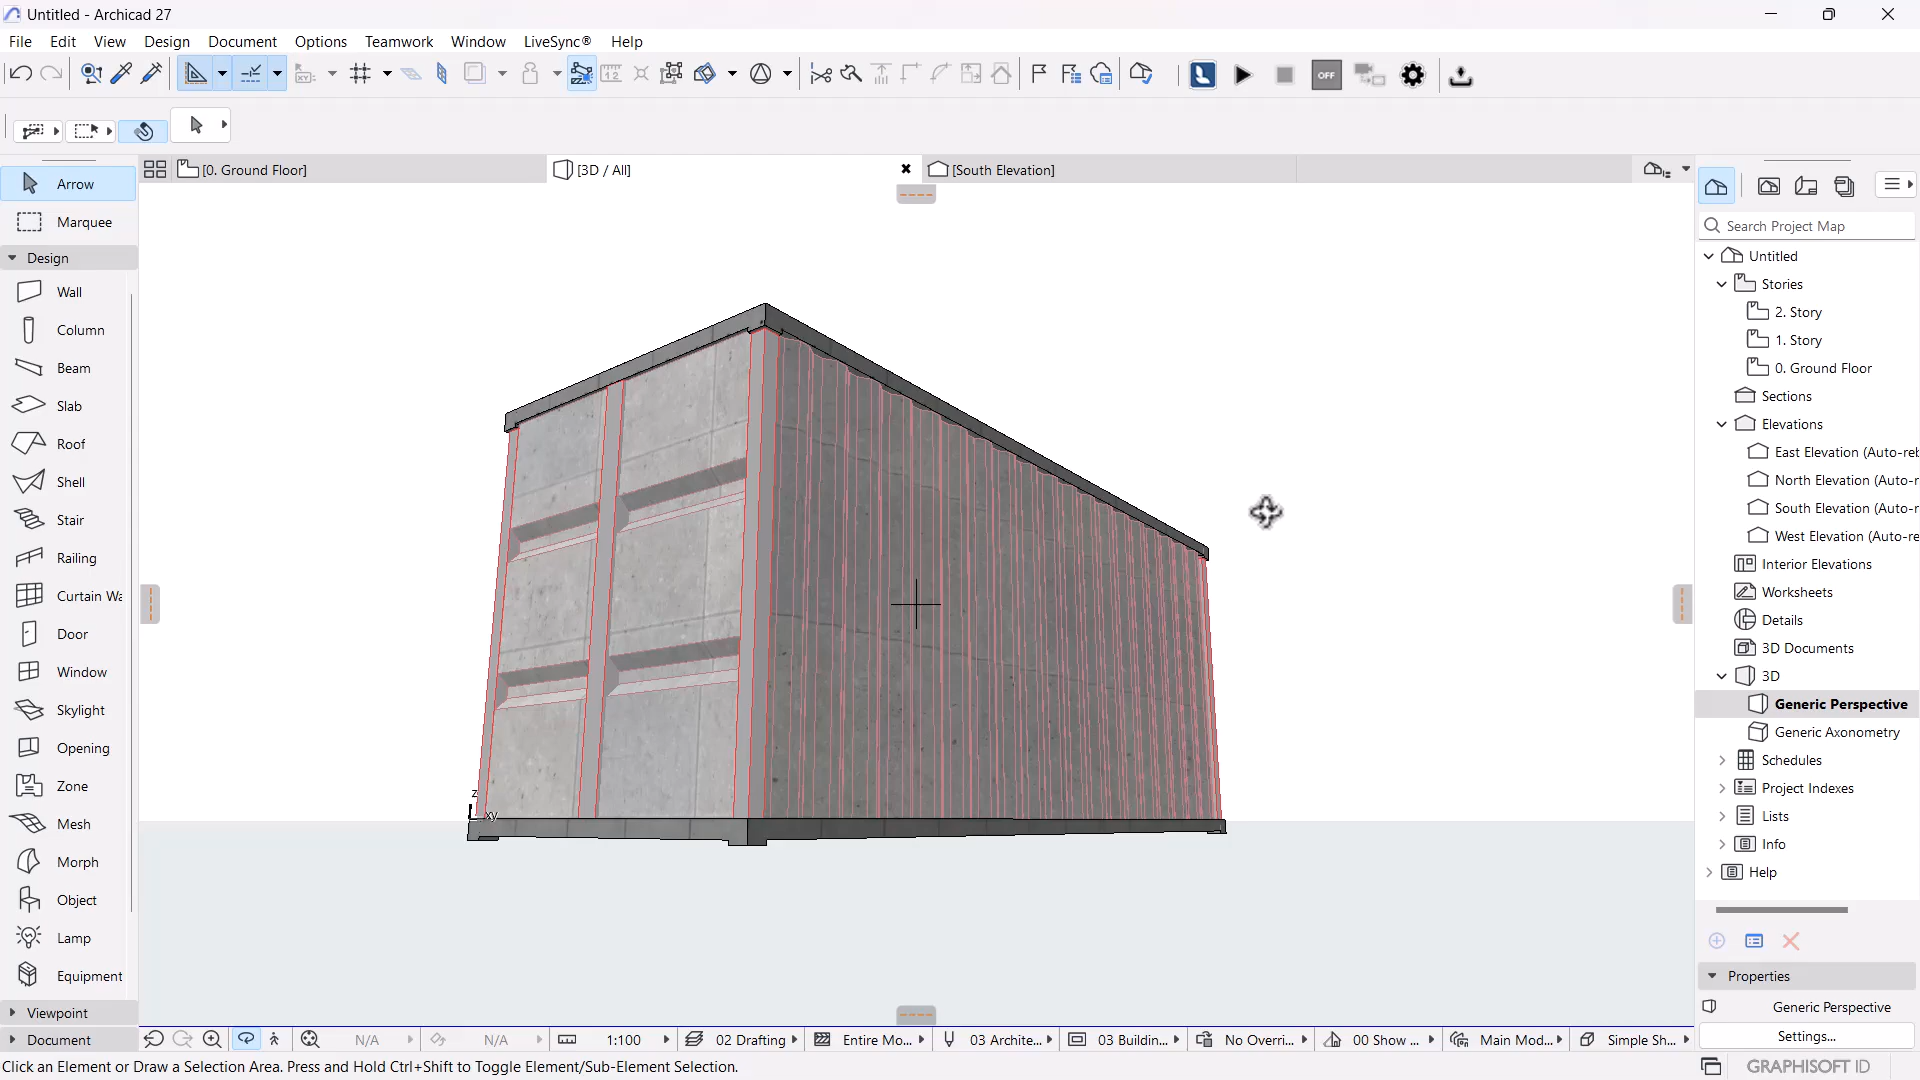 Untitled - Archicad 27
File Edit View Design Document Options Teamwork Window LiveSync® Help
OFF
[0. Ground Floor]
[3D / All]
[South Elevation]
Arrow
Marquee
Design
Wall
Column
Beam
Slab
Roof
Shell
Stair
Railing
Curtain Wa
Door
Window
Skylight
Opening
Zone
Mesh
Morph
Object
Lamp
Equipment
Viewpoint
Document
z
xy
Search Project Map
Untitled
Stories
2. Story
1. Story
0. Ground Floor
Sections
Elevations
East Elevation (Auto-reb
North Elevation (Auto-r
South Elevation (Auto-r
West Elevation (Auto-re
Interior Elevations
Worksheets
Details
3D Documents
3D
Generic Perspective
Generic Axonometry
Schedules
Project Indexes
Lists
Info
Help
Properties
Generic Perspective
Settings...
N/A N/A 1:100 02 Drafting Entire Mo... 03 Archite... 03 Buildin... No Overri... 00 Show ... Main Mod... Simple Sh...
Click an Element or Draw a Selection Area. Press and Hold Ctrl+Shift to Toggle Element/Sub-Element Selection.
GRAPHISOFT ID